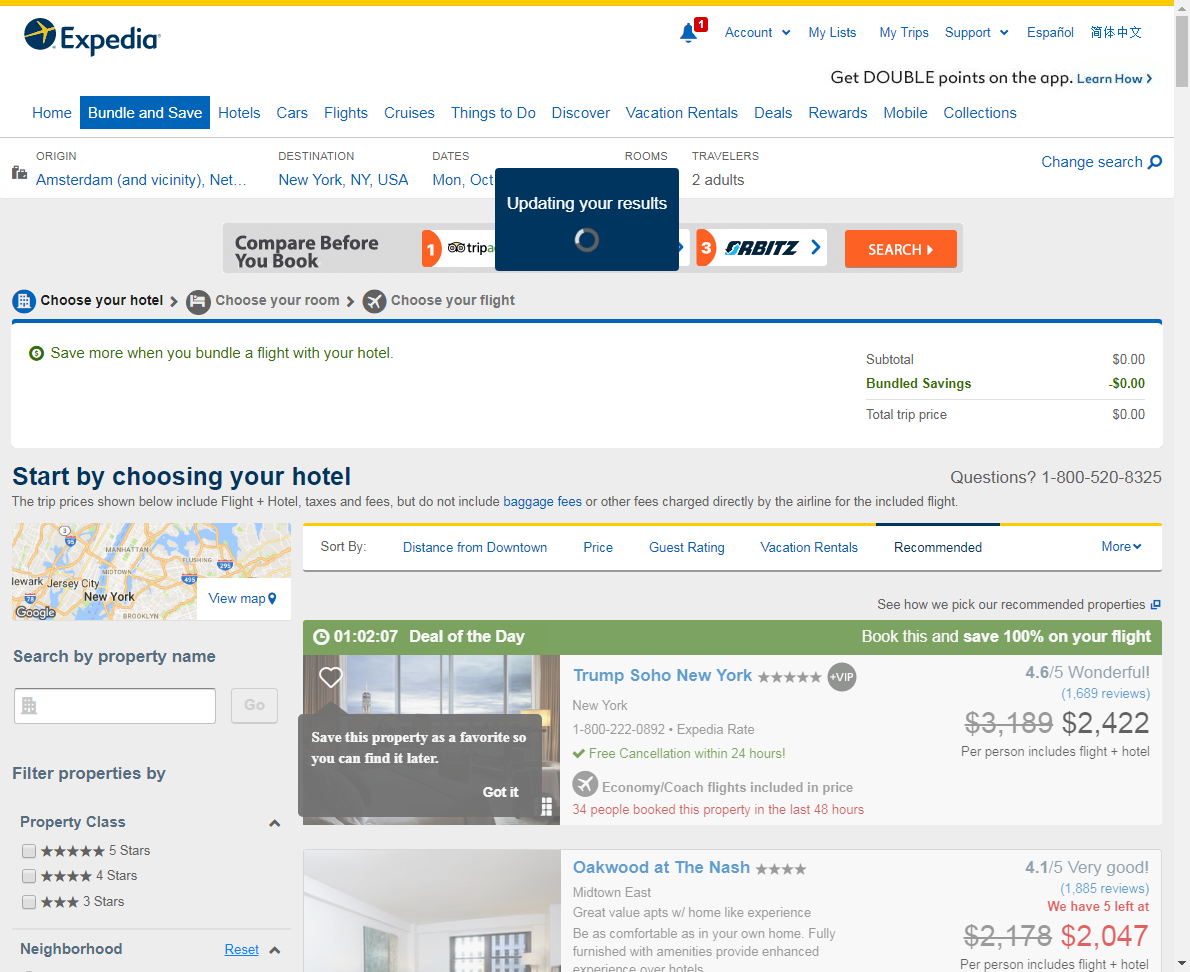 Expedia
1
Account
My Lists
My Trips
Support
Español
简体中文
Get DOUBLE points on the app. Learn How
Home
Bundle and Save
Hotels
Cars
Flights
Cruises
Things to Do
Discover
Vacation Rentals
Deals
Rewards
Mobile
Collections
ORIGIN
Amsterdam (and vicinity), Net...
DESTINATION
New York, NY, USA
DATES
Mon, Oct
ROOMS
TRAVELERS
2 adults
Change search
Updating your results
Compare Before
You Book
1
3 ORBITZ
SEARCH
Choose your hotel
Choose your room
Choose your flight
Save more when you bundle a flight with your hotel.
Subtotal $0.00
Bundled Savings -$0.00
Total trip price $0.00
Start by choosing your hotel
Questions? 1-800-520-8325
The trip prices shown below include Flight + Hotel, taxes and fees, but do not include baggage fees or other fees charged directly by the airline for the included flight.
3
95
MANHATTAN
MIDTOWN
FLUSHING
295
495
lewark
Jersey City
78
New York
BROOKLYN
Google
View map
Sort By:
Distance from Downtown
Price
Guest Rating
Vacation Rentals
Recommended
More
See how we pick our recommended properties
Search by property name
Go
Filter properties by
Property Class
5 Stars
4 Stars
3 Stars
Neighborhood
Reset
01:02:07 Deal of the Day
Book this and save 100% on your flight
Save this property as a favorite so
you can find it later.
Got it
Trump Soho New York
+VIP
New York
1-800-222-0892 • Expedia Rate
Free Cancellation within 24 hours!
Economy/Coach flights included in price
34 people booked this property in the last 48 hours
4.6/5 Wonderful!
(1,689 reviews)
$3,189 $2,422
Per person includes flight + hotel
Oakwood at The Nash
Midtown East
Great value apts w/ home like experience
Be as comfortable as in your own home. Fully
furnished with amenities provide enhanced
experience over hotels
4.1/5 Very good!
(1,885 reviews)
We have 5 left at
$2,178 $2,047
Per person includes flight + hotel